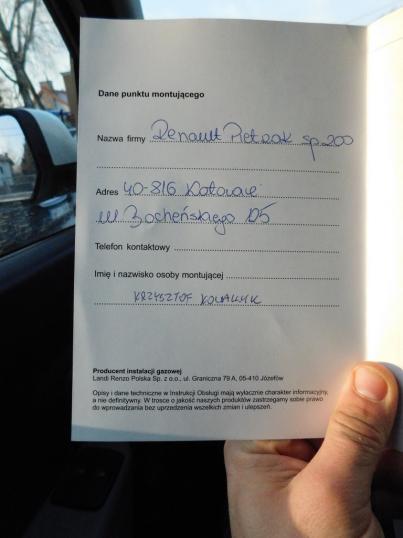 Dane punktu montującego
Nazwa firmy Renault Pietrzak sp. zoo
Adres 40-816 Katowice
ul Bocheńskiego 105
Telefon kontaktowy
Imię i nazwisko osoby montującej
KRZYSZTOF
Producent instalacji gazowej
Landi Renzo Polska Sp. z o.o., ul. Graniczna 79 A, 05-410 Józefów
Opisy i dane techniczne w Instrukcji Obsługi mają wyłącznie charakter informacyjny,
a nie definitywny. W trosce o jakość naszych produktów zastrzegamy sobie prawo
do wprowadzania bez uprzedzenia wszelkich zmian i ulepszeń.